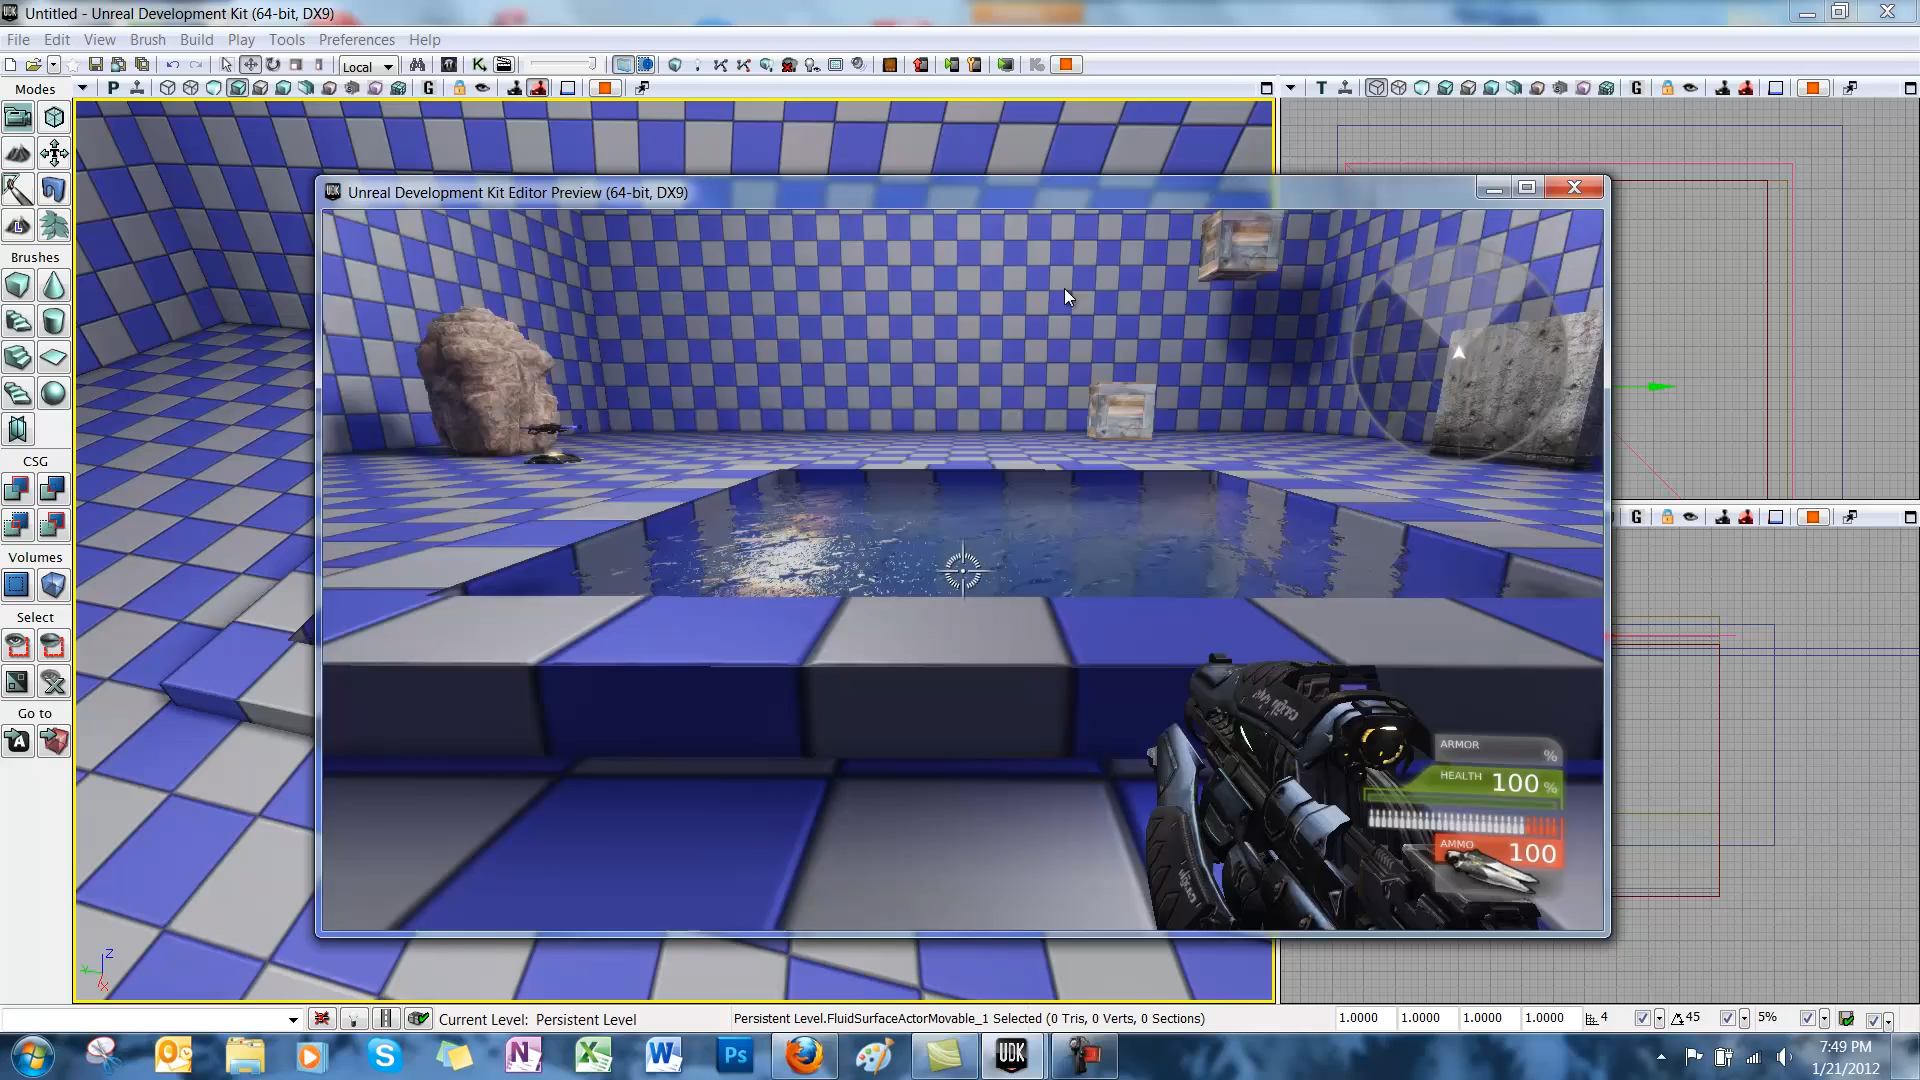 Untitled - Unreal Development Kit (64-bit, DX9)
File Edit View Brush Build Play Tools Preferences Help
Local
Modes
P
G
T
G
Unreal Development Kit Editor Preview (64-bit, DX9)
Brushes
CSG
G
Volumes
Select
Go to
ARMOR
%
HEALTH 100 %
AMMO 100
Z
X
Current Level: Persistent Level
Persistent Level.FluidSurfaceActorMovable_1 Selected (0 Tris, 0 Verts, 0 Sections)
1.0000 1.0000 1.0000 1.0000
4
45
5%
UDK
7:49 PM
1/21/2012